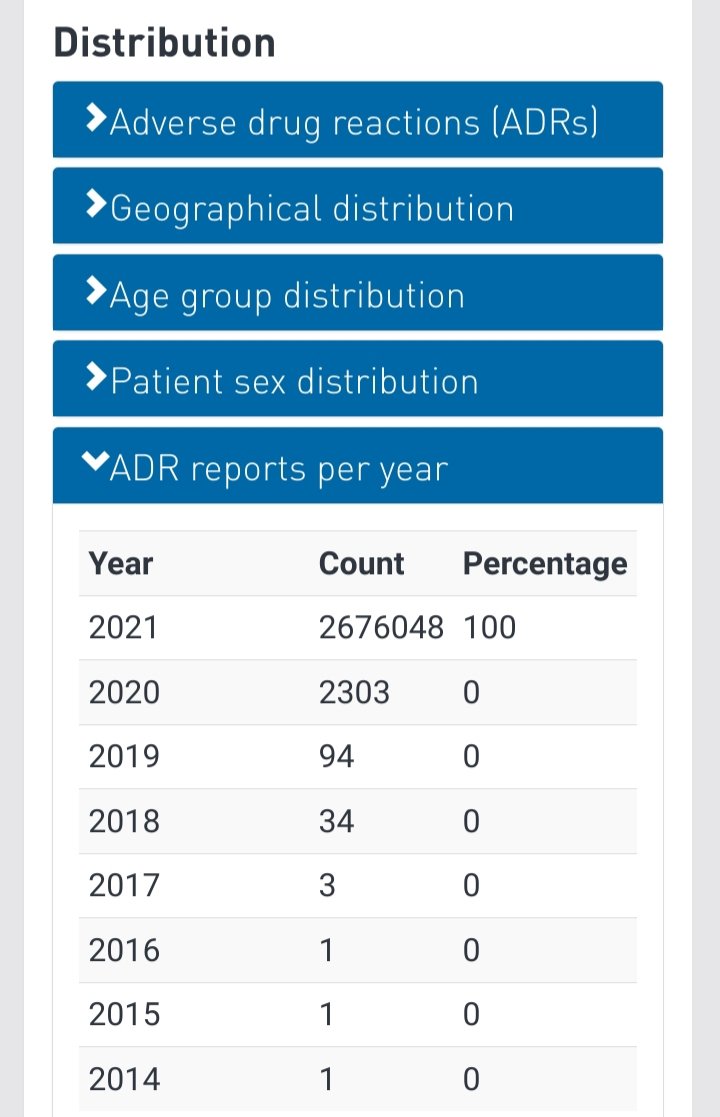 Distribution
Adverse drug reactions (ADRs)
Geographical distribution
Age group distribution
Patient sex distribution
ADR reports per year
Year Count Percentage
2021 2676048 100
2020 2303 0
2019 94 0
2018 34 0
2017 3 0
2016 1 0
2015 1 0
2014 1 0